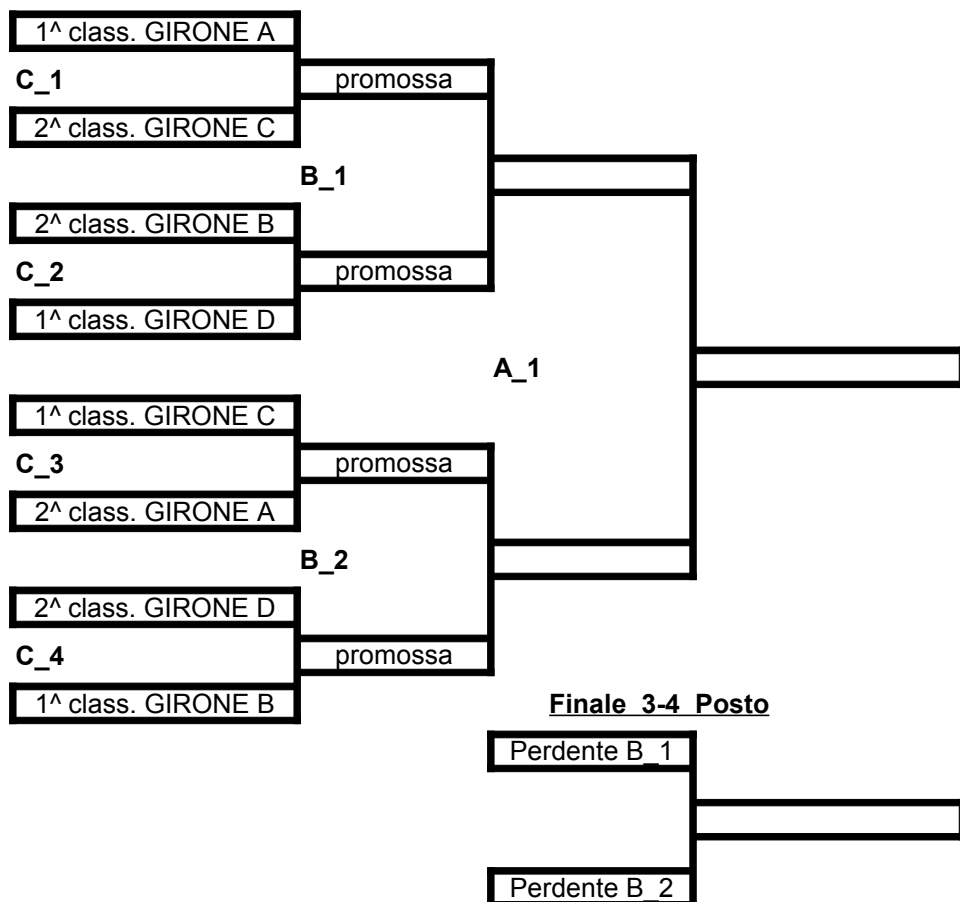 1^ class. GIRONE A
C_1
promossa
2^ class. GIRONE C
B_1
2^ class. GIRONE B
C_2
promossa
1^ class. GIRONE D
A_1
1^ class. GIRONE C
C_3
promossa
2^ class. GIRONE A
B_2
2^ class. GIRONE D
C_4
promossa
1^ class. GIRONE B
Finale 3-4 Posto
Perdente B_1
Perdente B_2